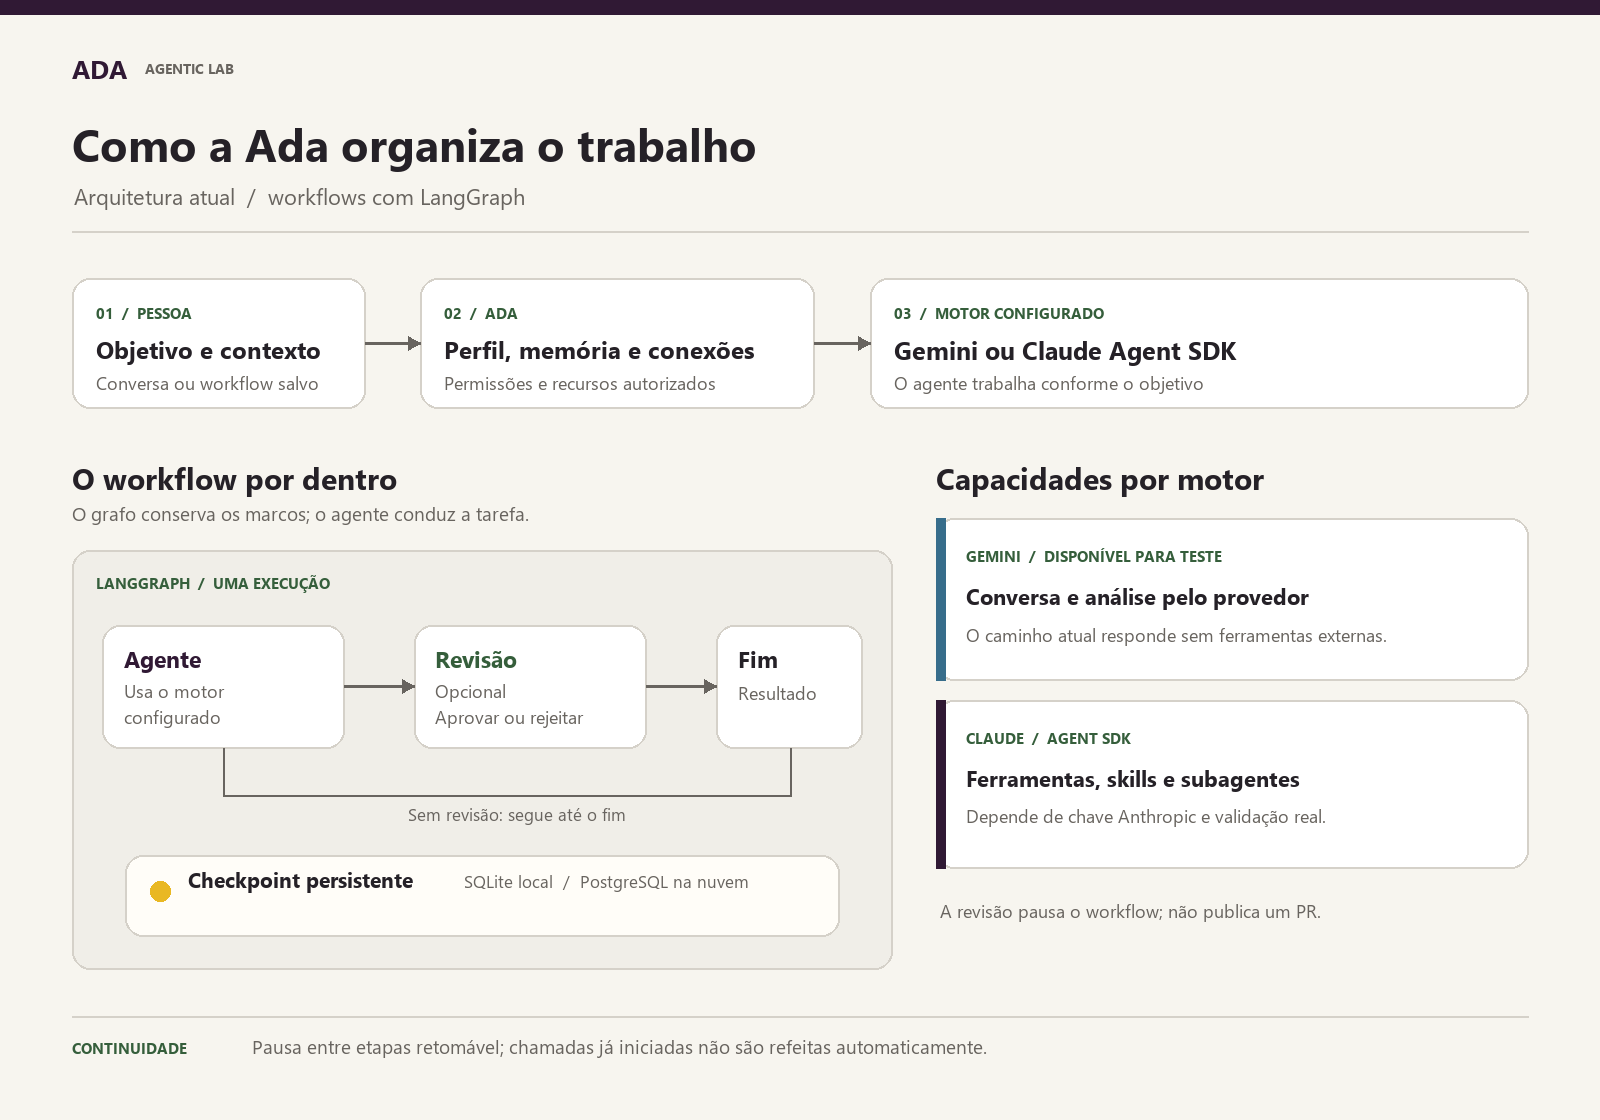 ADA AGENTIC LAB
Como a Ada organiza o trabalho
Arquitetura atual / workflows com LangGraph
01 / PESSOA
Objetivo e contexto
Conversa ou workflow salvo
02 / ADA
Perfil, memória e conexões
Permissões e recursos autorizados
03 / MOTOR CONFIGURADO
Gemini ou Claude Agent SDK
O agente trabalha conforme o objetivo
O workflow por dentro
O grafo conserva os marcos; o agente conduz a tarefa.
LANGGRAPH / UMA EXECUÇÃO
Agente
Usa o motor
configurado
Revisão
Opcional
Aprovar ou rejeitar
Fim
Resultado
Sem revisão: segue até o fim
Checkpoint persistente SQLite local / PostgreSQL na nuvem
Capacidades por motor
GEMINI / DISPONÍVEL PARA TESTE
Conversa e análise pelo provedor
O caminho atual responde sem ferramentas externas.
CLAUDE / AGENT SDK
Ferramentas, skills e subagentes
Depende de chave Anthropic e validação real.
A revisão pausa o workflow; não publica um PR.
CONTINUIDADE Pausa entre etapas retomável; chamadas já iniciadas não são refeitas automaticamente.